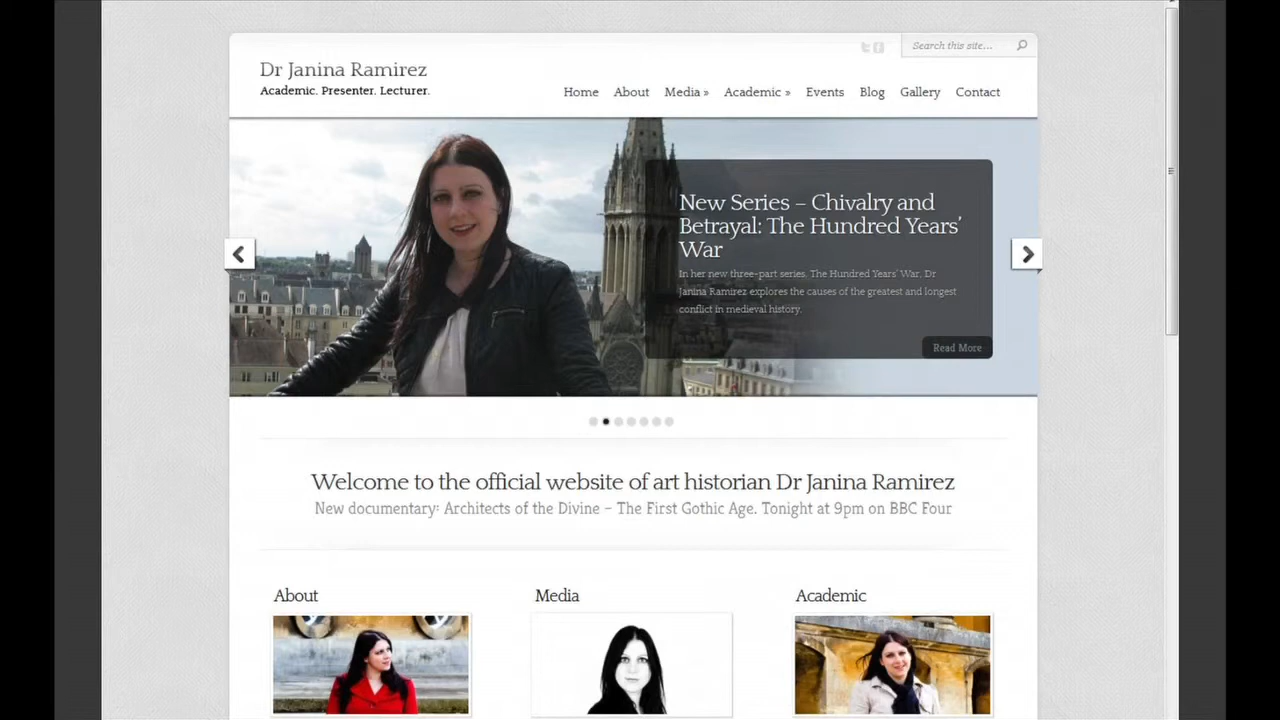 Search this site...
Dr Janina Ramirez
Academic. Presenter. Lecturer.
Home About Media » Academic » Events Blog Gallery Contact
New Series – Chivalry and
Betrayal: The Hundred Years’
War
In her new three-part series, The Hundred Years' War, Dr
Janina Ramirez explores the causes of the greatest and longest
conflict in medieval history.
Read More
Welcome to the official website of art historian Dr Janina Ramirez
New documentary: Architects of the Divine – The First Gothic Age. Tonight at 9pm on BBC Four
About Media Academic